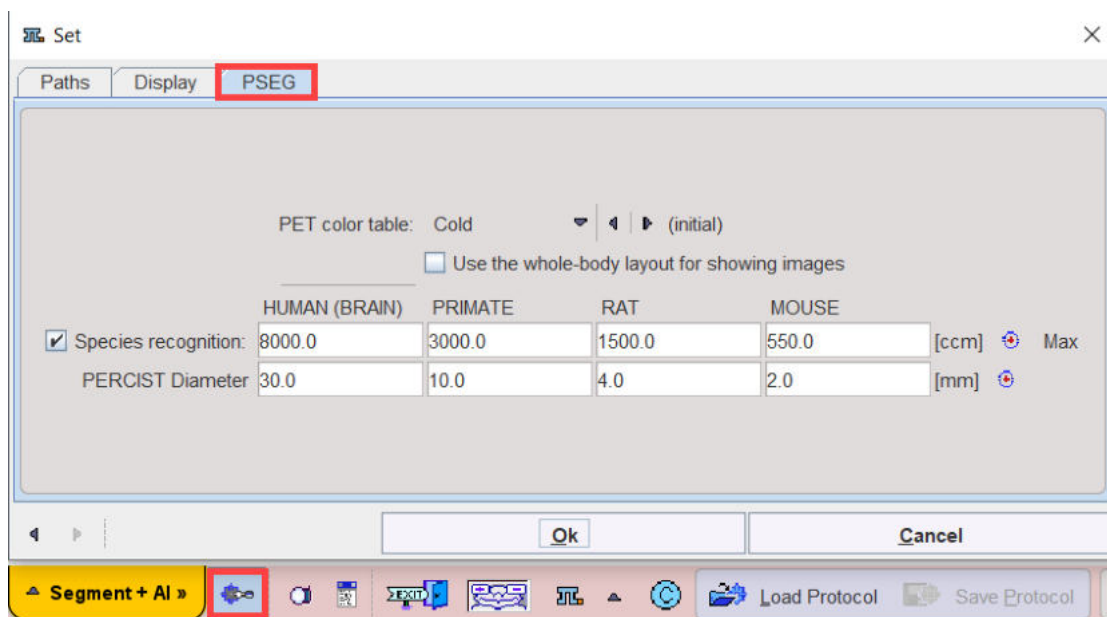 Set
Paths Display PSEG
PET color table: Cold (initial)
Use the whole-body layout for showing images
HUMAN (BRAIN) PRIMATE RAT MOUSE
Species recognition: 8000.0 3000.0 1500.0 550.0 [ccm] Max
PERCIST Diameter 30.0 10.0 4.0 2.0 [mm]
Ok Cancel
Segment + AI » EXIT © Load Protocol Save Protocol